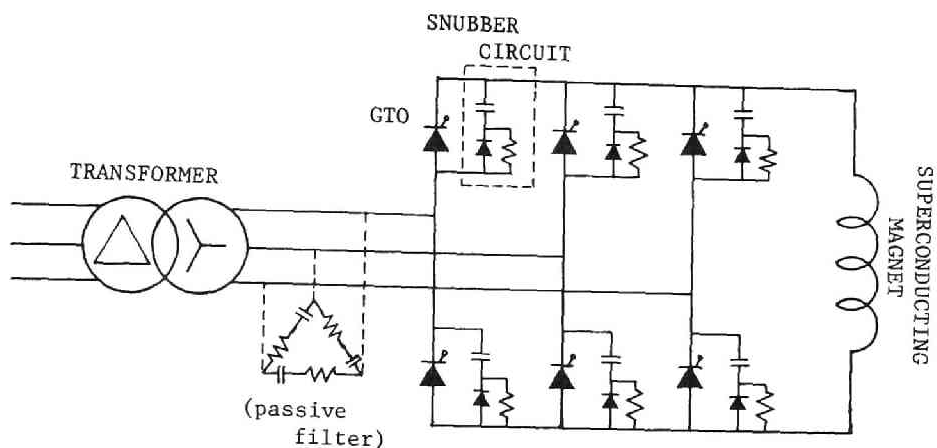 SNUBBER
CIRCUIT
GTO
TRANSFORMER
SUPERCONDUCTING
MAGNET
(passive
filter)